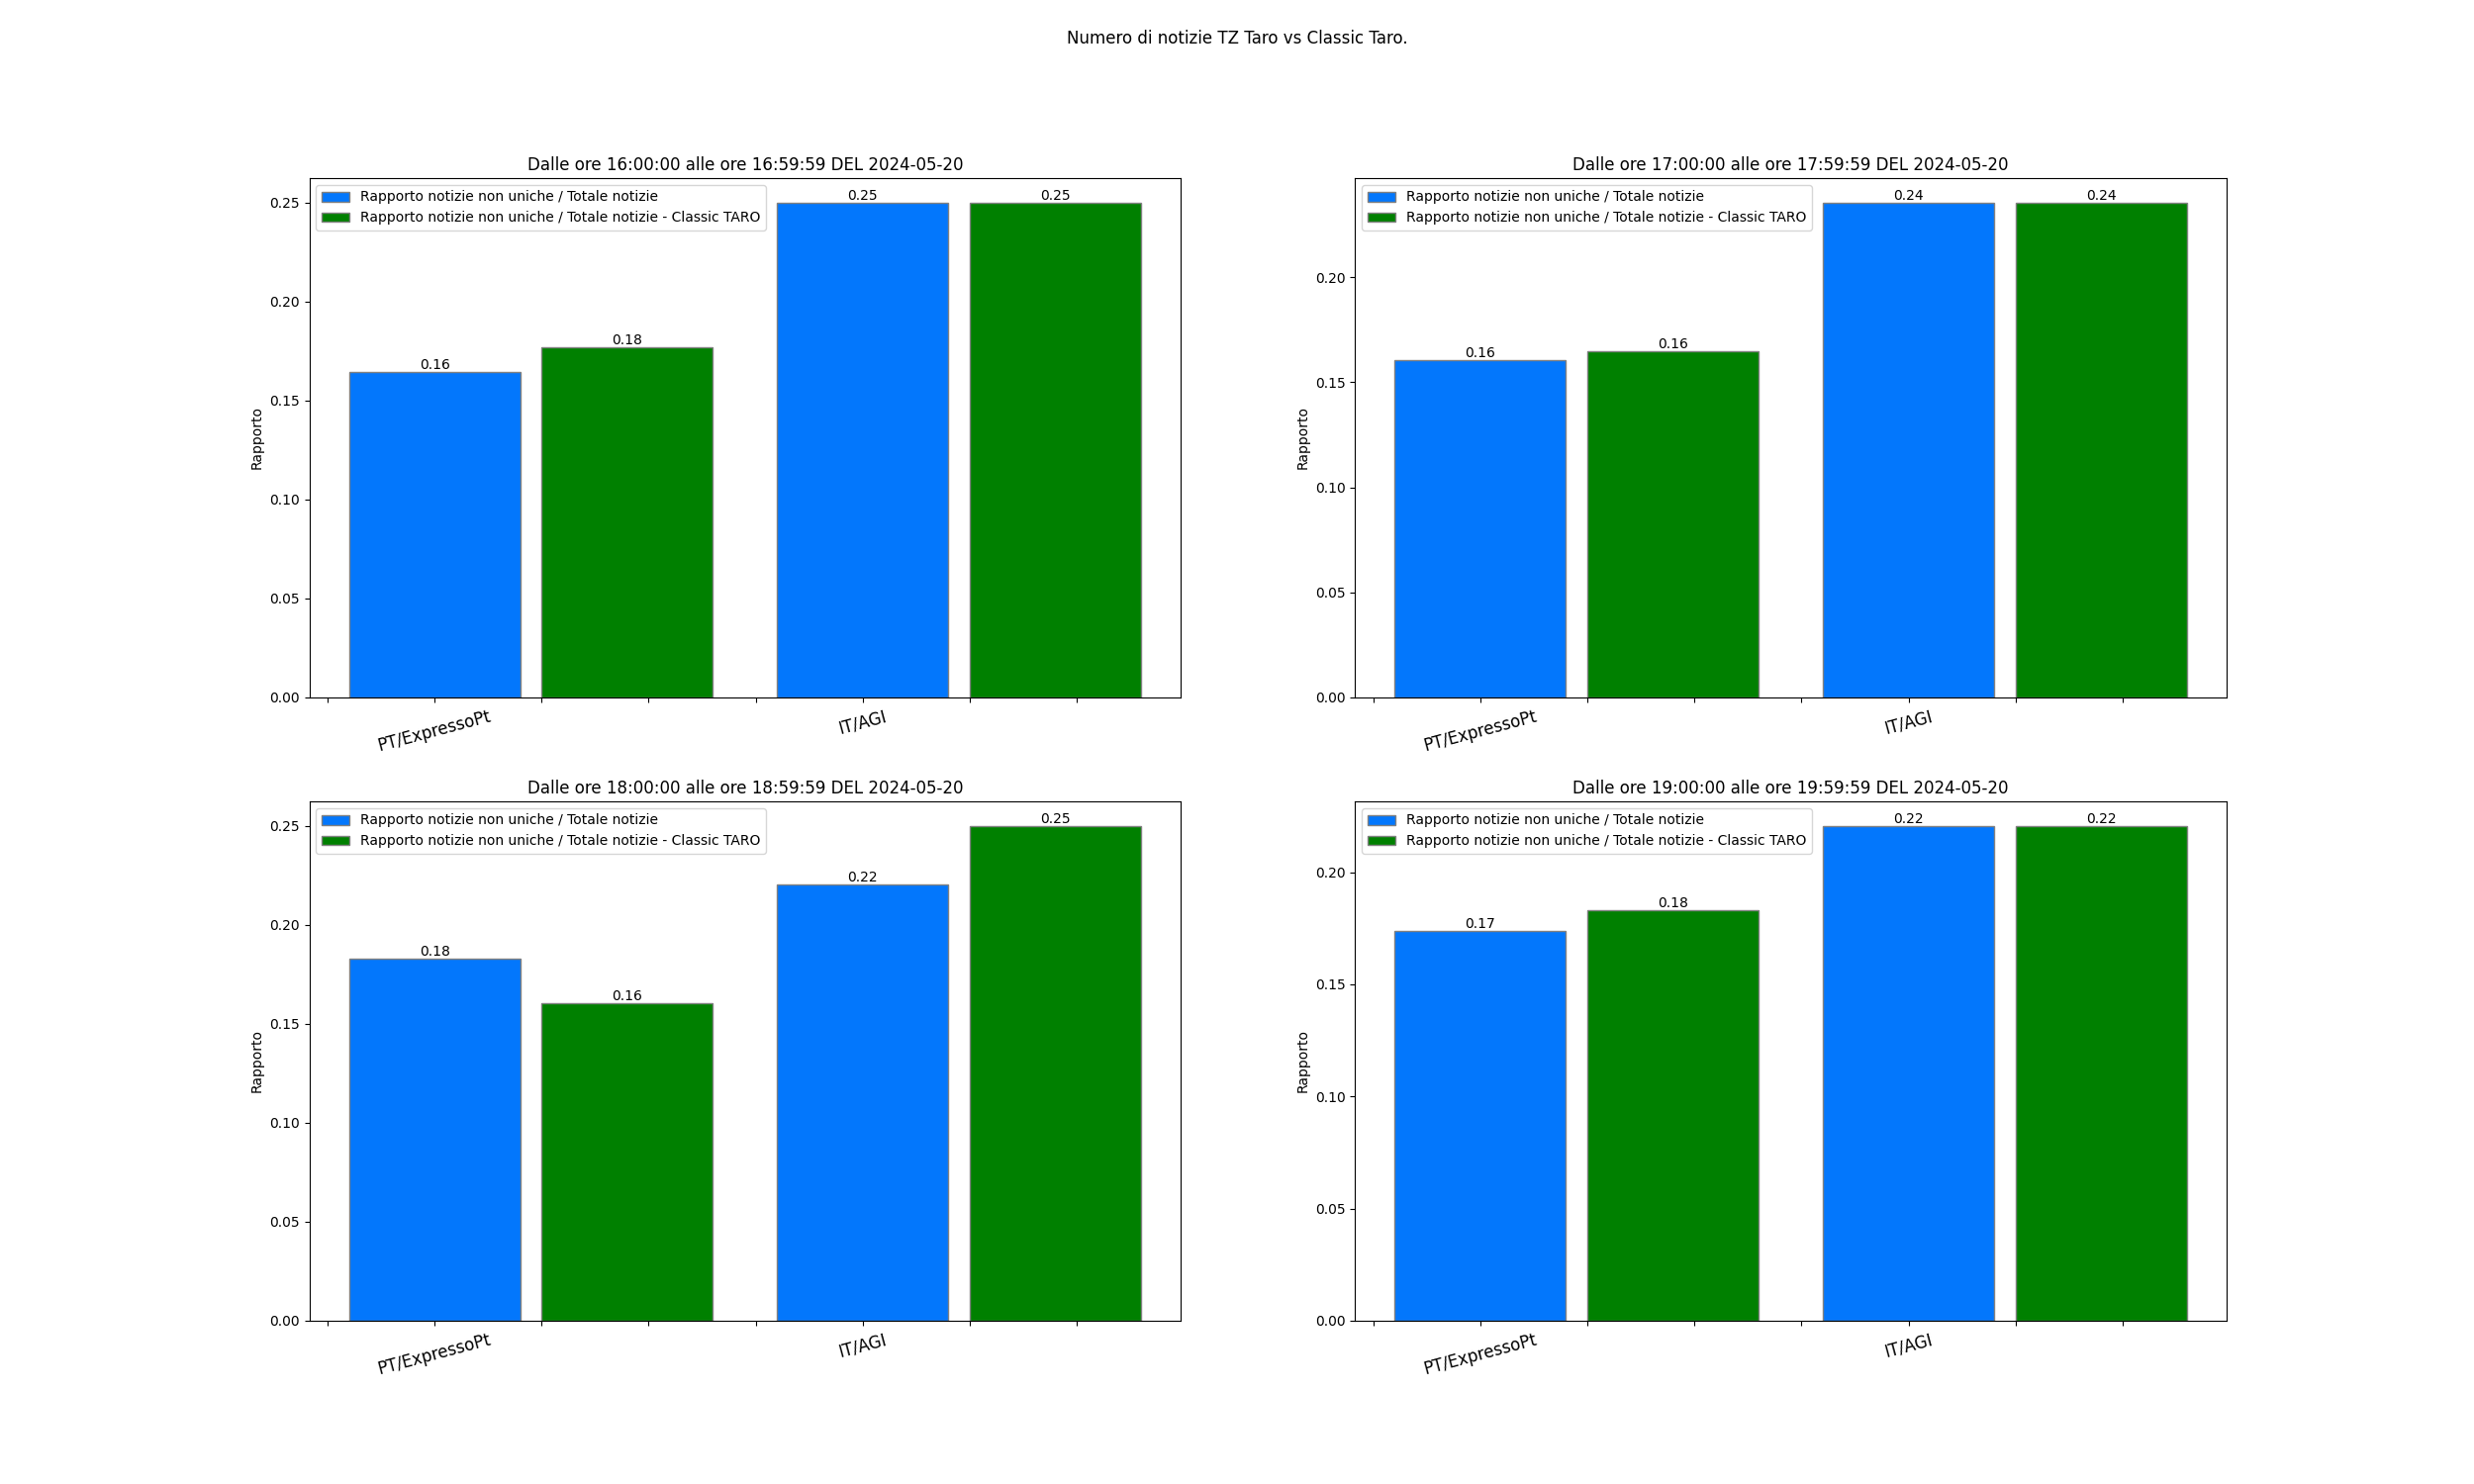 Numero di notizie TZ Taro vs Classic Taro.
Dalle ore 16:00:00 alle ore 16:59:59 DEL 2024-05-20
Rapporto notizie non uniche / Totale notizie
Rapporto notizie non uniche / Totale notizie - Classic TARO
0.25
0.20
0.15
0.10
0.05
0.00
Rapporto
0.16
0.18
0.25
0.25
PT/ExpressoPt
IT/AGI
Dalle ore 17:00:00 alle ore 17:59:59 DEL 2024-05-20
Rapporto notizie non uniche / Totale notizie
Rapporto notizie non uniche / Totale notizie - Classic TARO
0.20
0.15
0.10
0.05
0.00
Rapporto
0.16
0.16
0.24
0.24
PT/ExpressoPt
IT/AGI
Dalle ore 18:00:00 alle ore 18:59:59 DEL 2024-05-20
Rapporto notizie non uniche / Totale notizie
Rapporto notizie non uniche / Totale notizie - Classic TARO
0.25
0.20
0.15
0.10
0.05
0.00
Rapporto
0.18
0.16
0.22
0.25
PT/ExpressoPt
IT/AGI
Dalle ore 19:00:00 alle ore 19:59:59 DEL 2024-05-20
Rapporto notizie non uniche / Totale notizie
Rapporto notizie non uniche / Totale notizie - Classic TARO
0.20
0.15
0.10
0.05
0.00
Rapporto
0.17
0.18
0.22
0.22
PT/ExpressoPt
IT/AGI